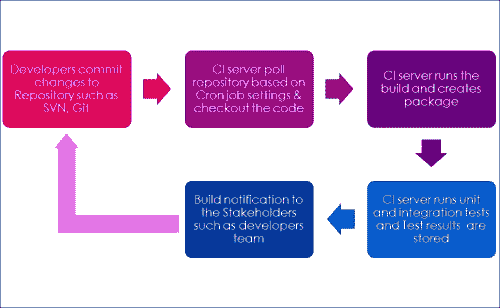 Developers commit
changes to
Repository such as
SVN, Git
CI server poll
repository based on
Cron job settings &
checkout the code
CI server runs the
build and creates
package
CI server runs unit
and integration tests
and Test results are
stored
Build notification to
the Stakeholders
such as developers
team